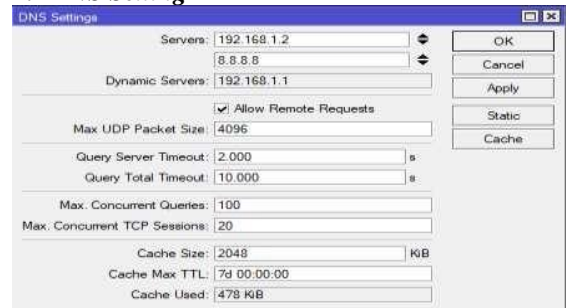 DNS Settings
Servers: 192.168.1.2
8.8.8.8
Dynamic Servers: 192.168.1.1
Allow Remote Requests
Max UDP Packet Size: 4096
Query Server Timeout: 2.000 s
Query Total Timeout: 10.000 s
Max. Concurrent Queries: 100
Max. Concurrent TCP Sessions: 20
Cache Size: 2048 KiB
Cache Max TTL: 7d 00:00:00
Cache Used: 478 KiB
OK
Cancel
Apply
Static
Cache